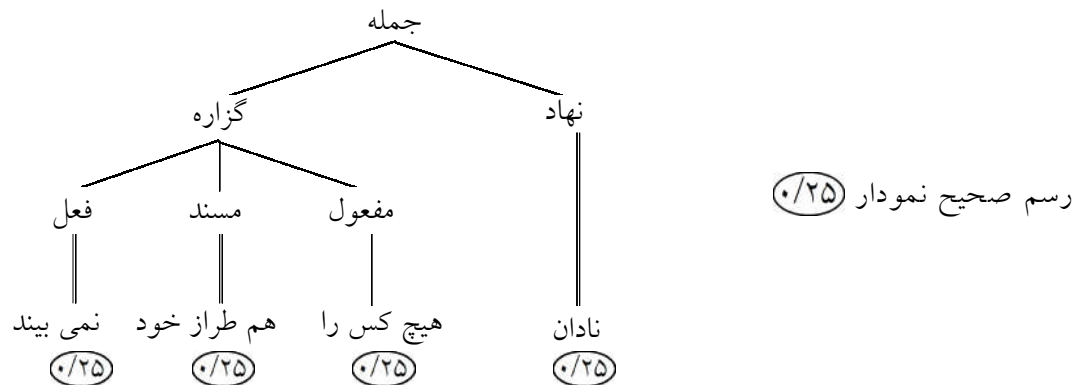 جمله
نهاد گزاره
رسم صحیح نمودار ۰/۲۵
مفعول مسند فعل
نادان هیچ کس را هم طراز خود نمی بیند
۰/۲۵ ۰/۲۵ ۰/۲۵ ۰/۲۵